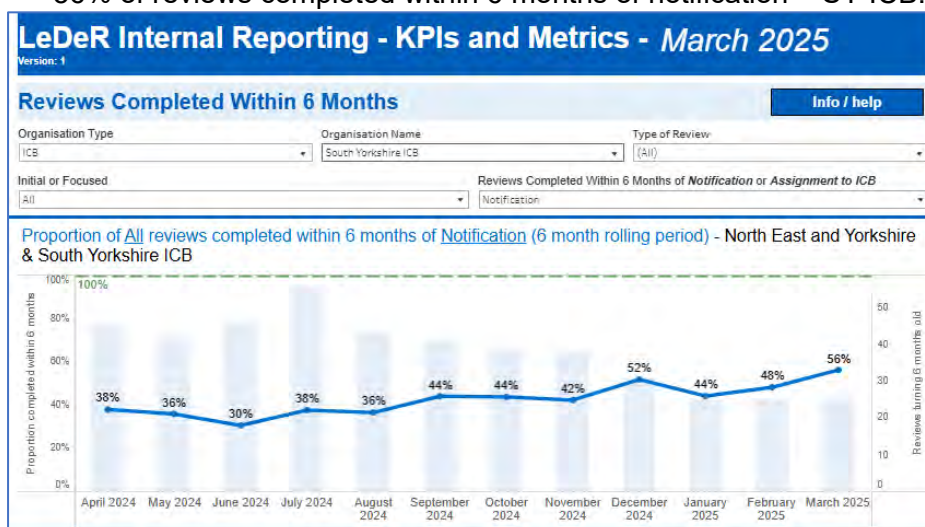 LeDeR Internal Reporting - KPIs and Metrics - March 2025
Version: 1
Reviews Completed Within 6 Months
Info / help
Organisation Type
Organisation Name
Type of Review
ICB
South Yorkshire ICB
(All)
Initial or Focused
Reviews Completed Within 6 Months of Notification or Assignment to ICB
All
Notification
Proportion of All reviews completed within 6 months of Notification (6 month rolling period) - North East and Yorkshire
& South Yorkshire ICB
Proportion completed within 6 months
100%
80%
60%
40%
20%
0%
100%
38%
36%
30%
38%
36%
44%
44%
42%
52%
44%
48%
56%
50
40
30
20
10
0
Reviews turning 6 months old
April 2024
May 2024
June 2024
July 2024
August 2024
September 2024
October 2024
November 2024
December 2024
January 2025
February 2025
March 2025